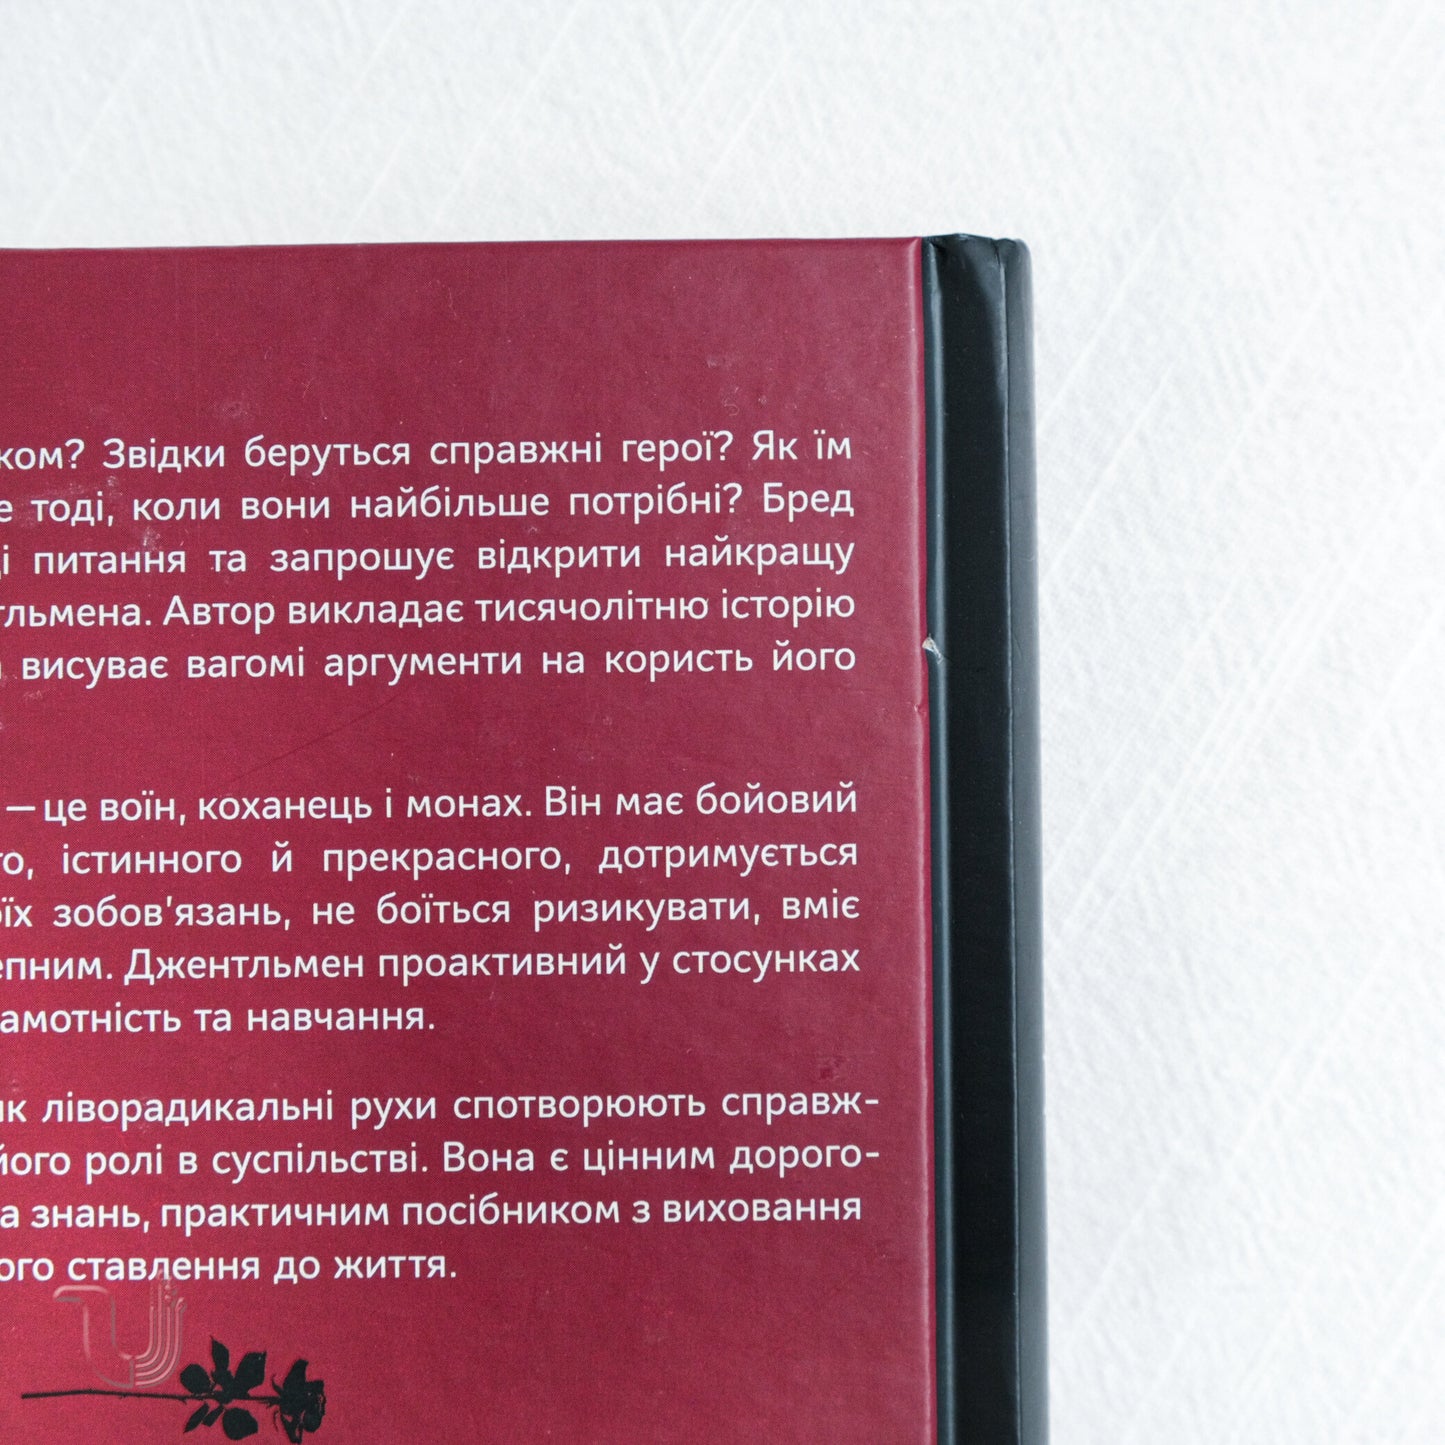 ком? Звідки беруться справжні герої? Як їм
е тоді, коли вони найбільше потрібні? Бред
і питання та запрошує відкрити найкращу
тльмена. Автор викладає тисячолітню історію
висуває вагомі аргументи на користь його
— це воїн, коханець і монах. Він має бойовий
го, істинного й прекрасного, дотримується
оїх зобов'язань, не боїться ризикувати, вміє
епним. Джентльмен проактивний у стосунках
рамотність та навчання.
як ліворадикальні рухи спотворюють справж-
його ролі в суспільстві. Вона є цінним дорого-
а знань, практичним посібником з виховання
ого ставлення до життя.